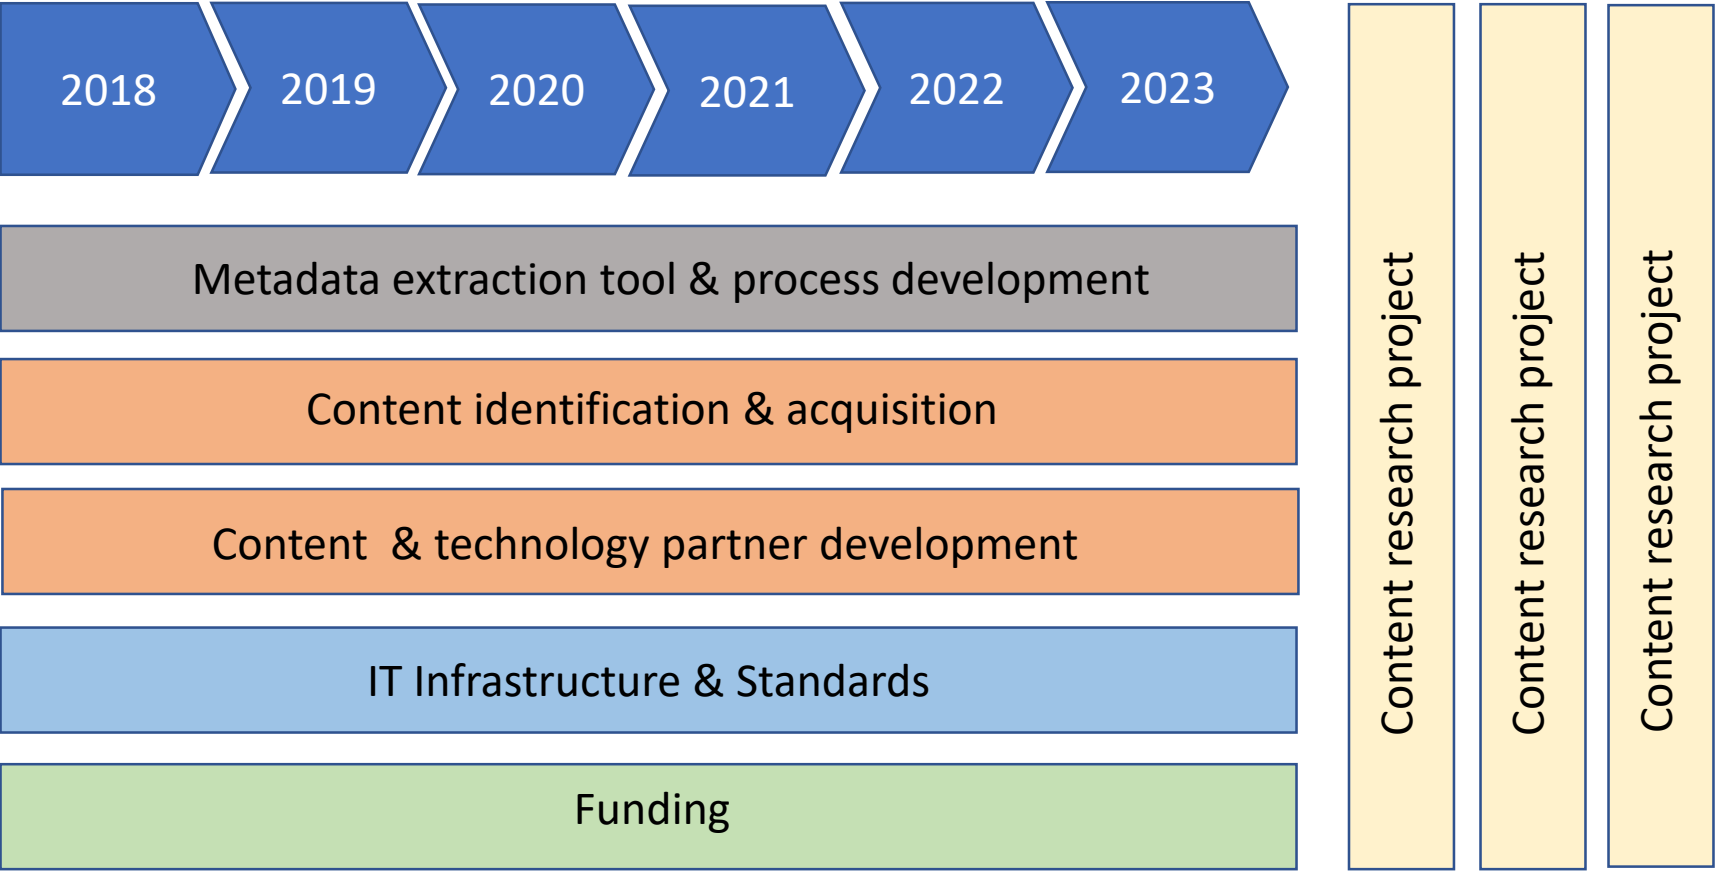 2018
2019
2020
2021
2022
2023
Metadata extraction tool & process development
Content identification & acquisition
Content & technology partner development
IT Infrastructure & Standards
Funding
Content research project
Content research project
Content research project